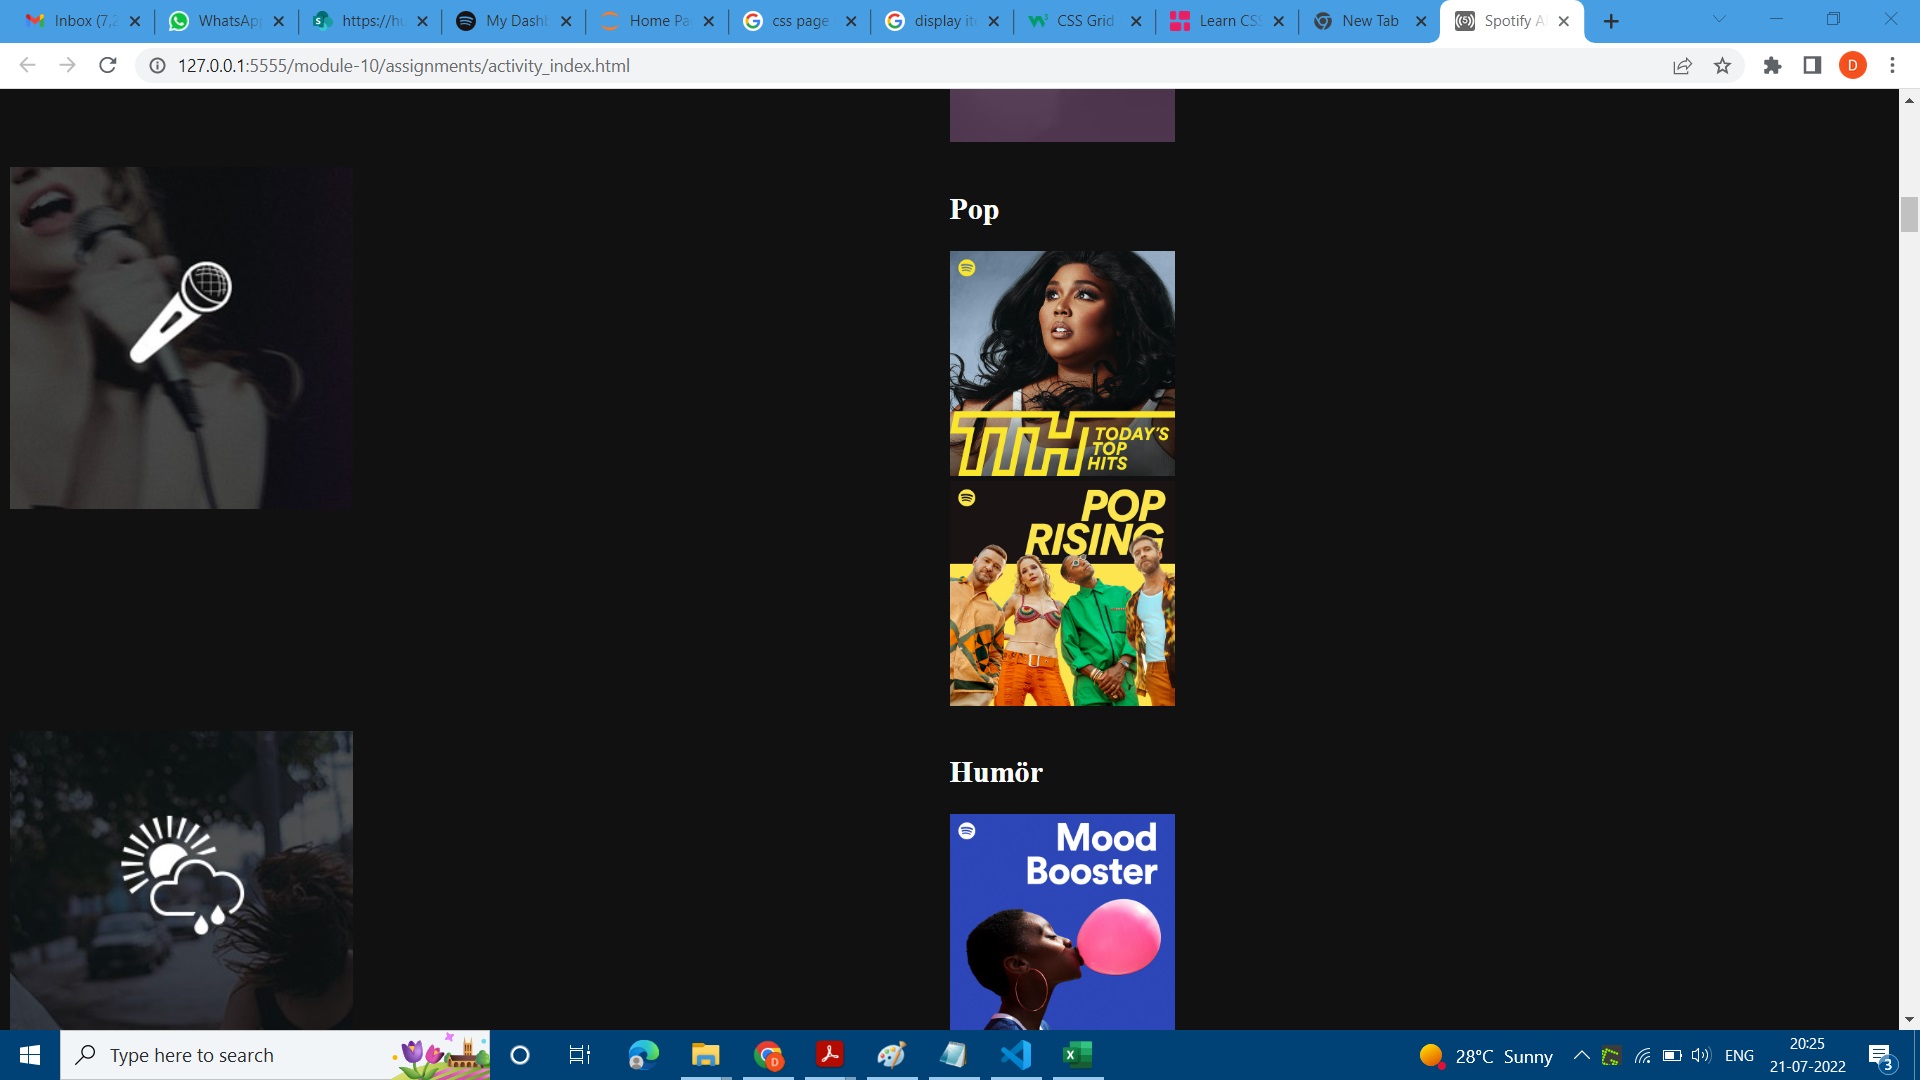 Inbox (7,2
WhatsApp
https://hu
My Dashb
Home Pa
css page
display it
CSS Grid
Learn CSS
New Tab
Spotify A
127.0.0.1:5555/module-10/assignments/activity_index.html
D
Pop
TTH TODAY'S
TOP
HITS
POP
RISING
Humör
Mood
Booster
Type here to search
D
28°C Sunny
ENG
20:25
21-07-2022
3